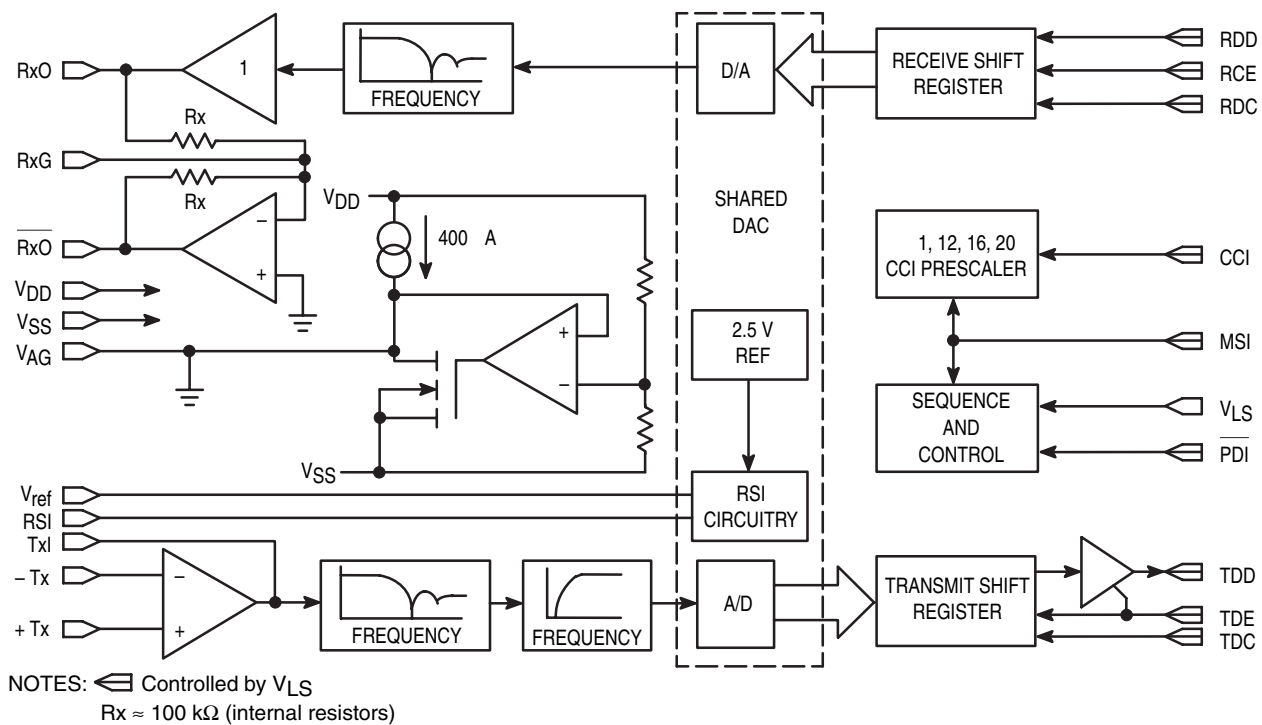 RxO
1
FREQUENCY
D/A
RECEIVE SHIFT
REGISTER
RDD
RCE
RDC
Rx
RxG
Rx
RxO
VDD
VSS
VAG
–
+
VDD
400 A
+
–
VSS
SHARED
DAC
2.5 V
REF
RSI
CIRCUITRY
1, 12, 16, 20
CCI PRESCALER
CCI
MSI
SEQUENCE
AND
CONTROL
VLS
PDI
Vref
RSI
TxI
– Tx
+ Tx
–
+
FREQUENCY
FREQUENCY
A/D
TRANSMIT SHIFT
REGISTER
TDD
TDE
TDC
NOTES: Controlled by VLS
Rx ≈ 100 kΩ (internal resistors)